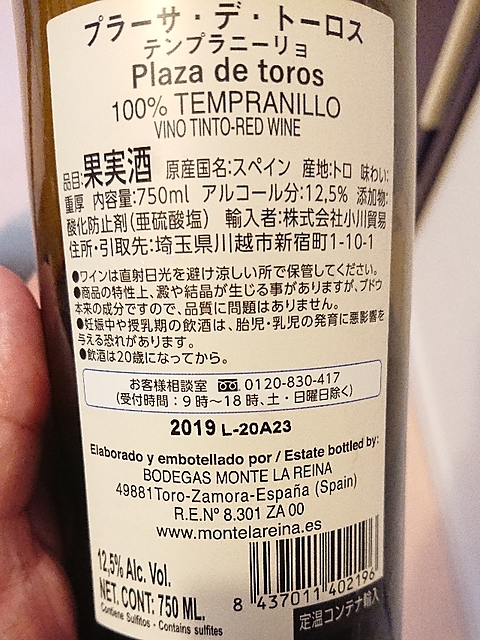 プラーサ・デ・トーロス
テンプラニーリョ
Plaza de toros
100% TEMPRANILLO
VINO TINTO-RED WINE
品目:果実酒 原産国名:スペイン 産地:トロ 味わい:
重厚 内容量:750ml アルコール分:12,5% 添加物:
酸化防止剤(亜硫酸塩) 輸入者:株式会社小川貿易
住所・引取先:埼玉県川越市新宿町1-10-1
●ワインは直射日光を避け涼しい所で保管してください。
●商品の特性上、澱や結晶が生じる事がありますが、ブドウ
本来の成分ですので、品質に問題はありません。
●妊娠中や授乳期の飲酒は、胎児・乳児の発育に悪影響を
与える恐れがあります。
●飲酒は20歳になってから。
お客様相談室 0120-830-417
(受付時間:9時〜18時、土・日曜日除く)
2019 L-20A23
Elaborado y embotellado por / Estate bottled by:
BODEGAS MONTE LA REINA
49881Toro-Zamora-España (Spain)
R.E.Nº 8.301 ZA 00
www.montelareina.es
12,5% Alc. Vol.
NET. CONT: 750 ML.
Contiene Sulfitos - Contains sulfites
8 437011 402196
定温コンテナ輸入